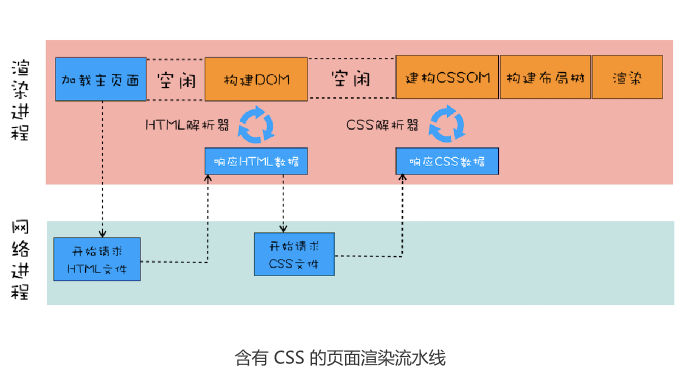 渲染进程
加载主页面
空闲
构建DOM
空闲
建构CSSOM
构建布局树
渲染
HTML解析器
CSS解析器
响应HTML数据
响应CSS数据
网络进程
开始请求
HTML文件
开始请求
CSS文件
含有 CSS 的页面渲染流水线